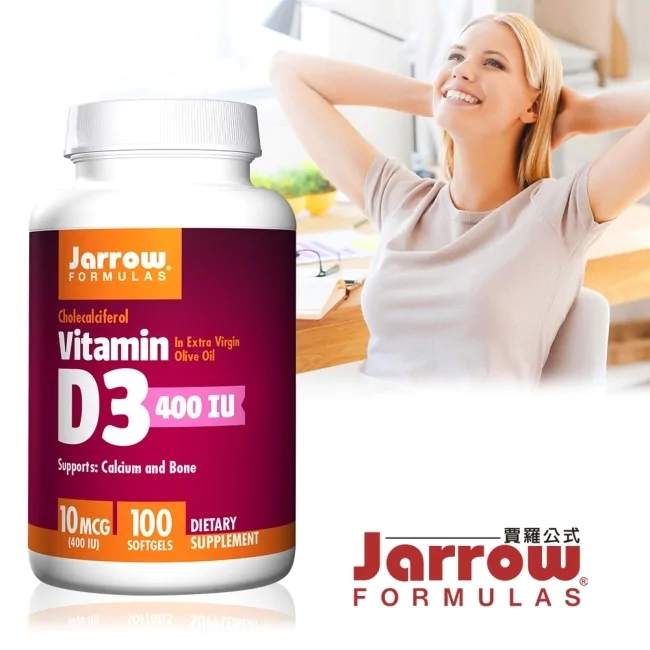 Jarrow®
FORMULAS
Cholecalciferol
Vitamin In Extra Virgin
Olive Oil
D3 400 IU
Supports: Calcium and Bone
10 MCG
(400 IU)
100
SOFTGELS
DIETARY
SUPPLEMENT
賈羅公式
Jarrow
FORMULAS®